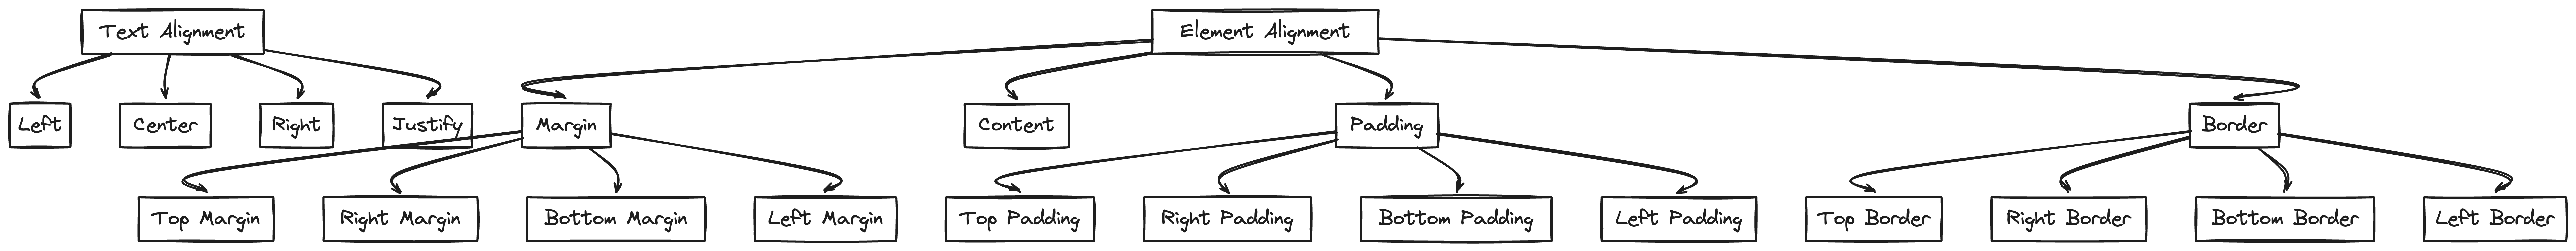 Text Alignment
Element Alignment
Left
Center
Right
Justify
Margin
Content
Padding
Border
Top Margin
Right Margin
Bottom Margin
Left Margin
Top Padding
Right Padding
Bottom Padding
Left Padding
Top Border
Right Border
Bottom Border
Left Border